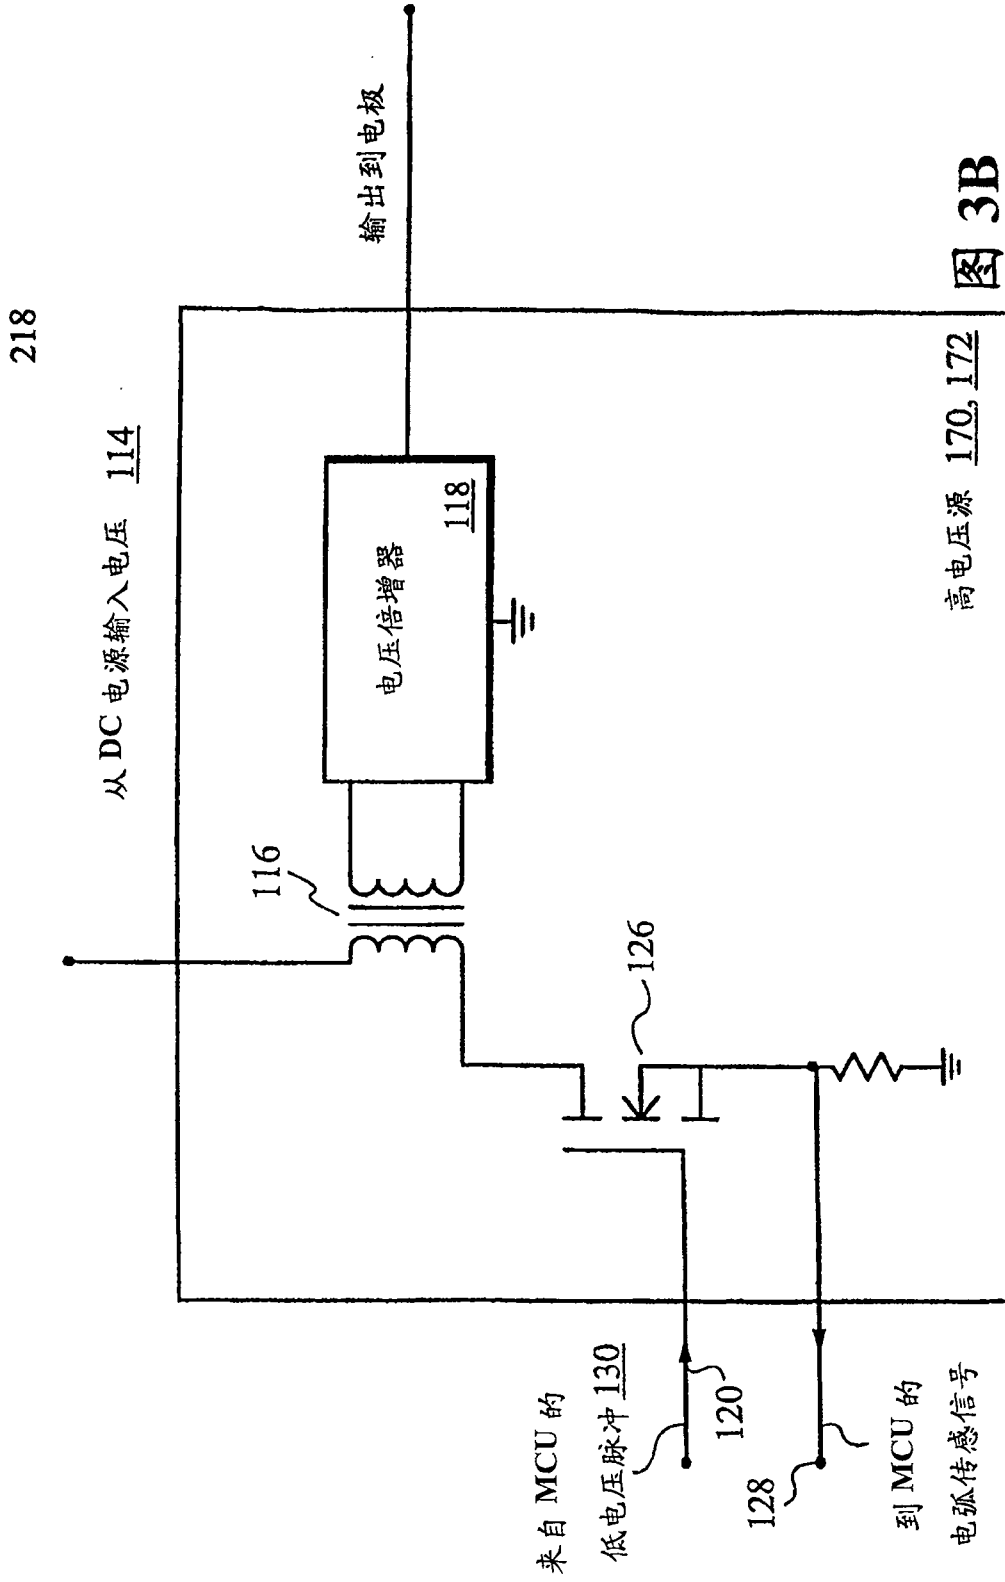 218
从 DC 电源输入电压 114
输出到电极
116
电压倍增器
118
126
来自 MCU 的
低电压脉冲 130
120
128
到 MCU 的
电弧传感信号
高电压源 170, 172
图 3B